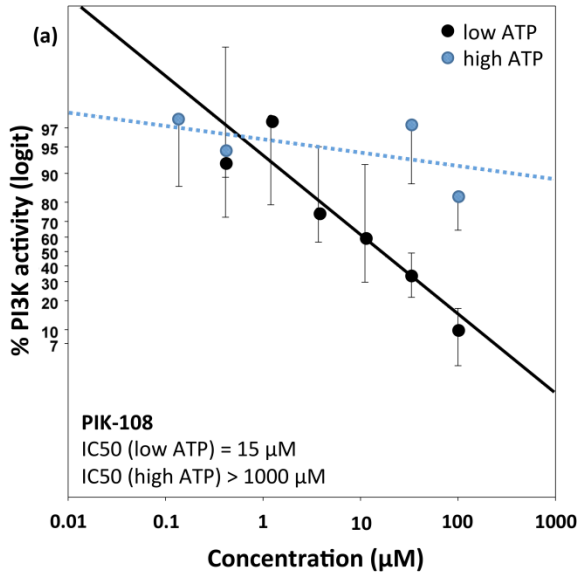 (a)
low ATP
high ATP
% PI3K activity (logit)
97
95
90
80
70
60
50
40
30
20
10
7
PIK-108
IC50 (low ATP) = 15 µM
IC50 (high ATP) > 1000 µM
0.01 0.1 1 10 100 1000
Concentration (µM)